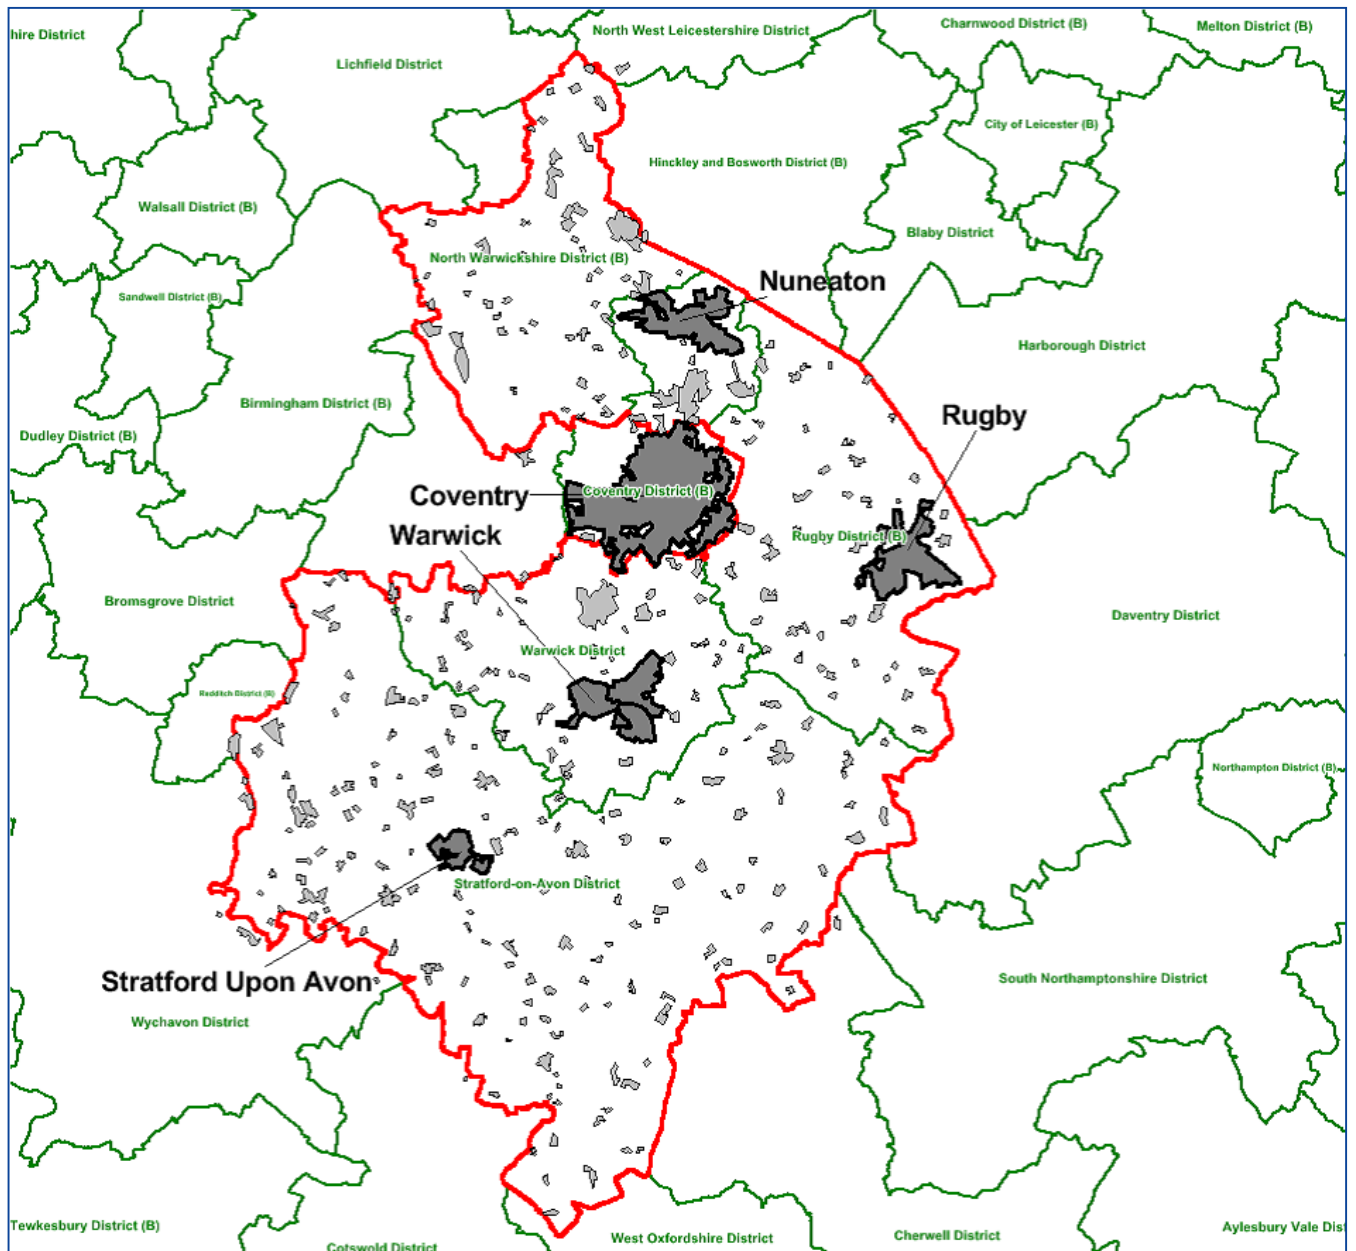 hire District
North West Leicestershire District
Charnwood District (B)
Melton District (B)
Lichfield District
City of Leicester (B)
Hinckley and Bosworth District (B)
Walsall District (B)
Blaby District
North Warwickshire District (B)
Nuneaton
Sandwell District (B)
Harborough District
Birmingham District (B)
Rugby
Dudley District (B)
Coventry
Coventry District (B)
Warwick
Rugby District (B)
Bromsgrove District
Daventry District
Warwick District
Redditch District (B)
Northampton District (B)
Stratford-on-Avon District
Stratford Upon Avon
South Northamptonshire District
Wychavon District
Tewkesbury District (B)
Cotswold District
West Oxfordshire District
Cherwell District
Aylesbury Vale Dis